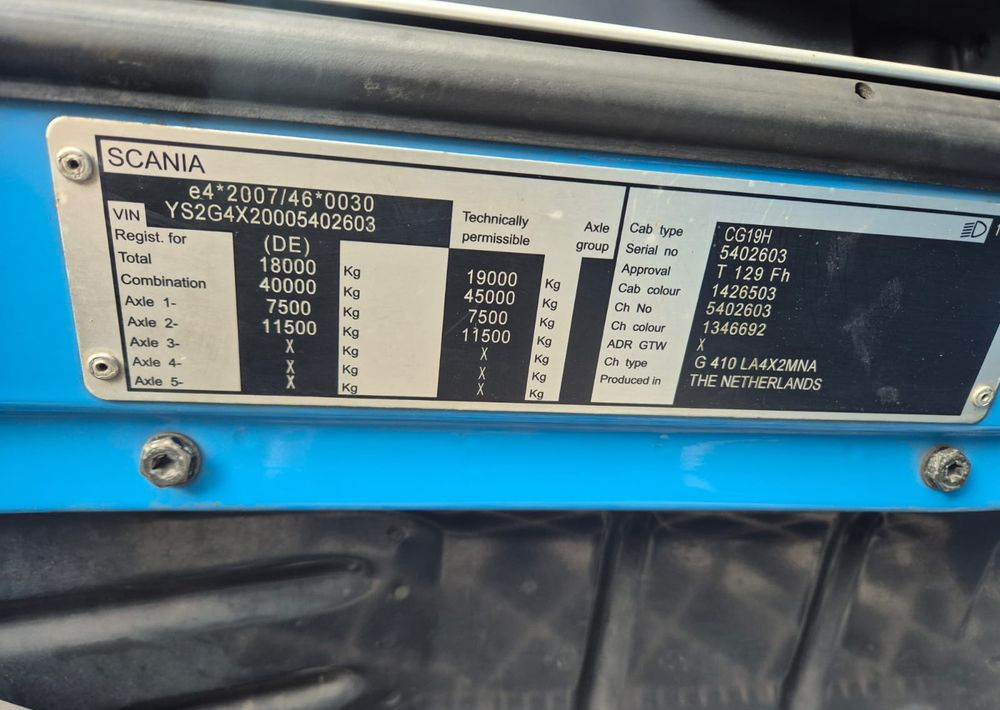 SCANIA
e4*2007/46*0030
VIN YS2G4X20005402603
Regist. for (DE) Technically permissible Axle group
Total 18000 Kg 19000 Kg
Combination 40000 Kg 45000 Kg
Axle 1- 7500 Kg 7500 Kg
Axle 2- 11500 Kg 11500 Kg
Axle 3- X Kg X Kg
Axle 4- X Kg X Kg
Axle 5- X Kg X Kg
Cab type CG19H
Serial no 5402603
Approval T 129 Fh
Cab colour 1426503
Ch No 5402603
Ch colour 1346692
ADR GTW X
Ch type G 410 LA4X2MNA
Produced in THE NETHERLANDS